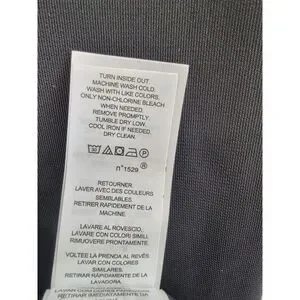 TURN INSIDE OUT.
MACHINE WASH COLD.
WASH WITH LIKE COLORS.
ONLY NON-CHLORINE BLEACH
WHEN NEEDED.
REMOVE PROMPTLY.
TUMBLE DRY LOW.
COOL IRON IF NEEDED.
DRY CLEAN.
30 P
n°1529 ®
RETOURNER.
LAVER AVEC DES COULEURS
SEMBLABLES.
RETIRER RAPIDEMENT DE LA
MACHINE.
LAVARE AL ROVESCIO.
LAVARE CON COLORI SIMILI.
RIMUOVERE PRONTAMENTE.
VOLTEE LA PRENDA AL REVÉS.
LAVAR CON COLORES
SIMILARES.
RETIRAR RÁPIDAMENTE DE LA
LAVADORA.